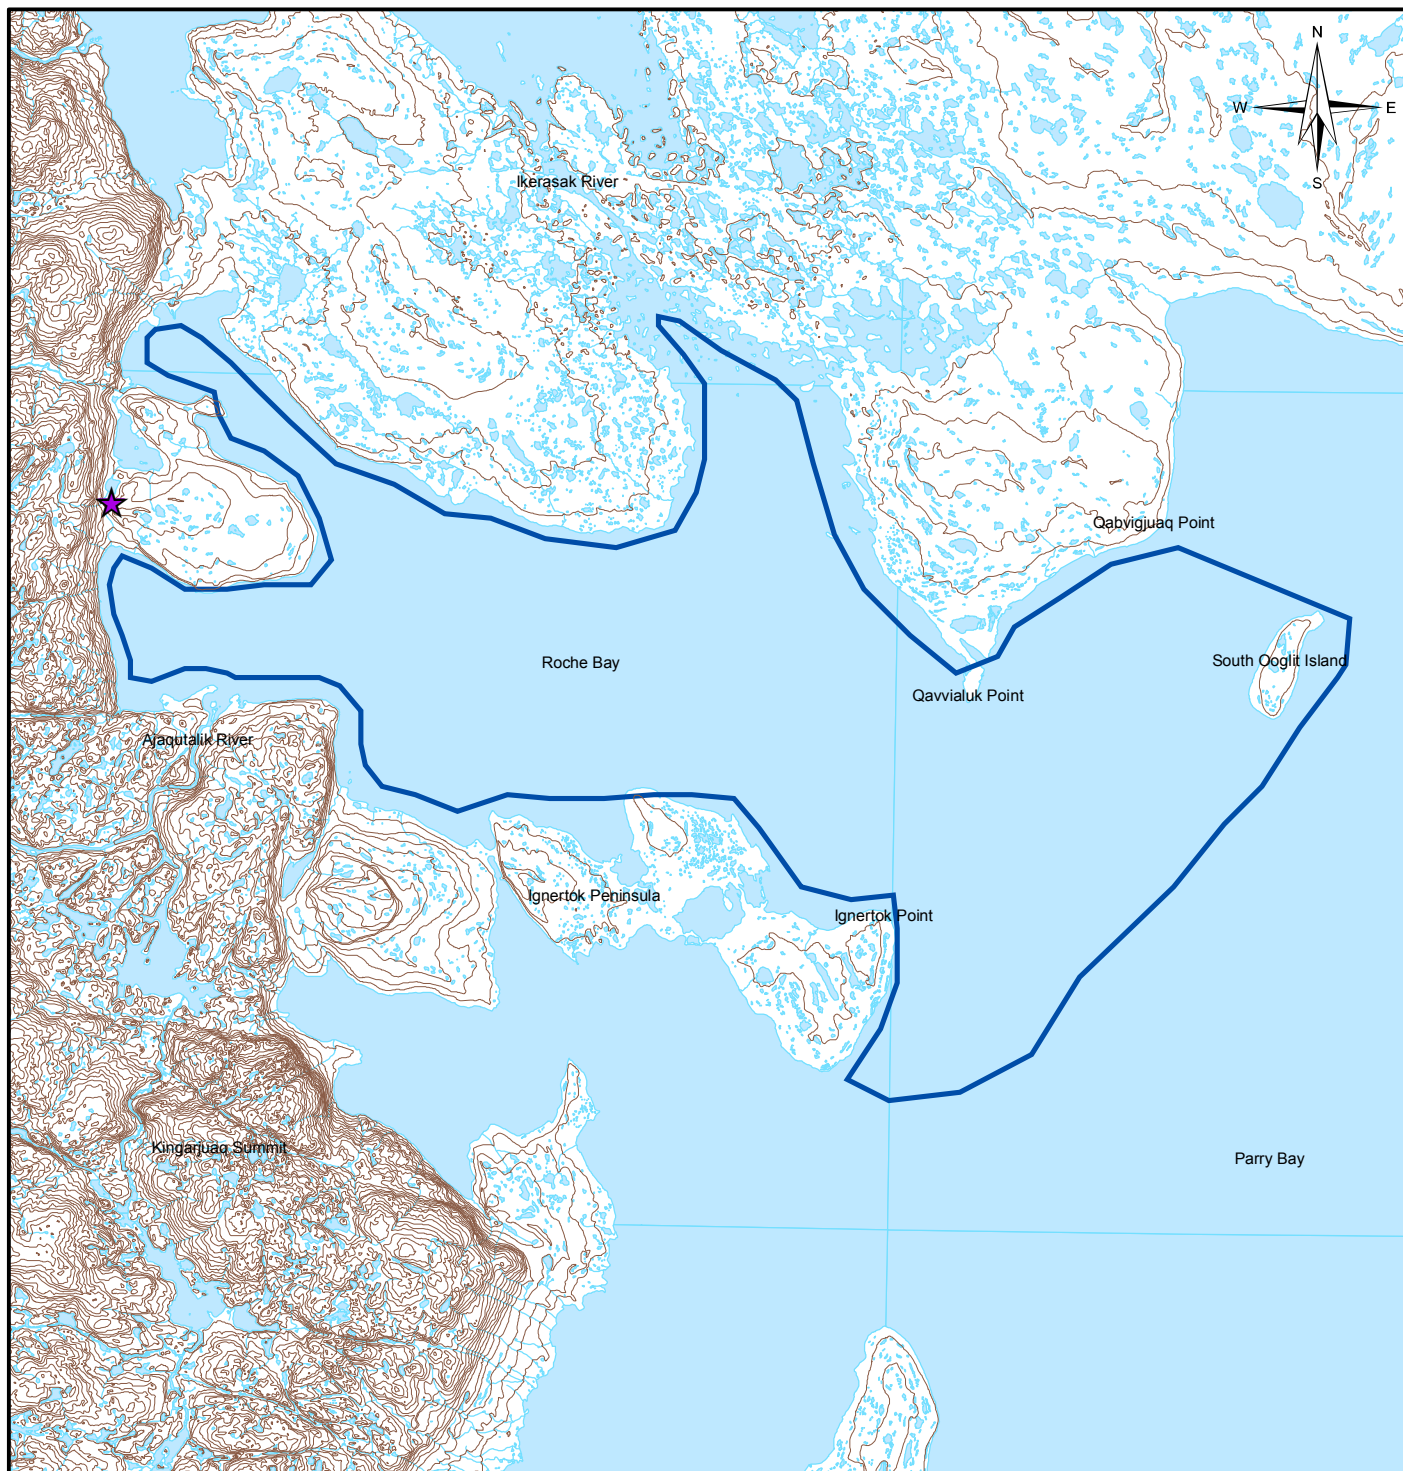 N
W
E
S
Ikerasak River
Qabvigjuaq Point
Roche Bay
South Ooglit Island
Qavvialuk Point
Ajaqutalik River
Ignertok Peninsula
Ignertok Point
Kingarjuaq Summit
Parry Bay